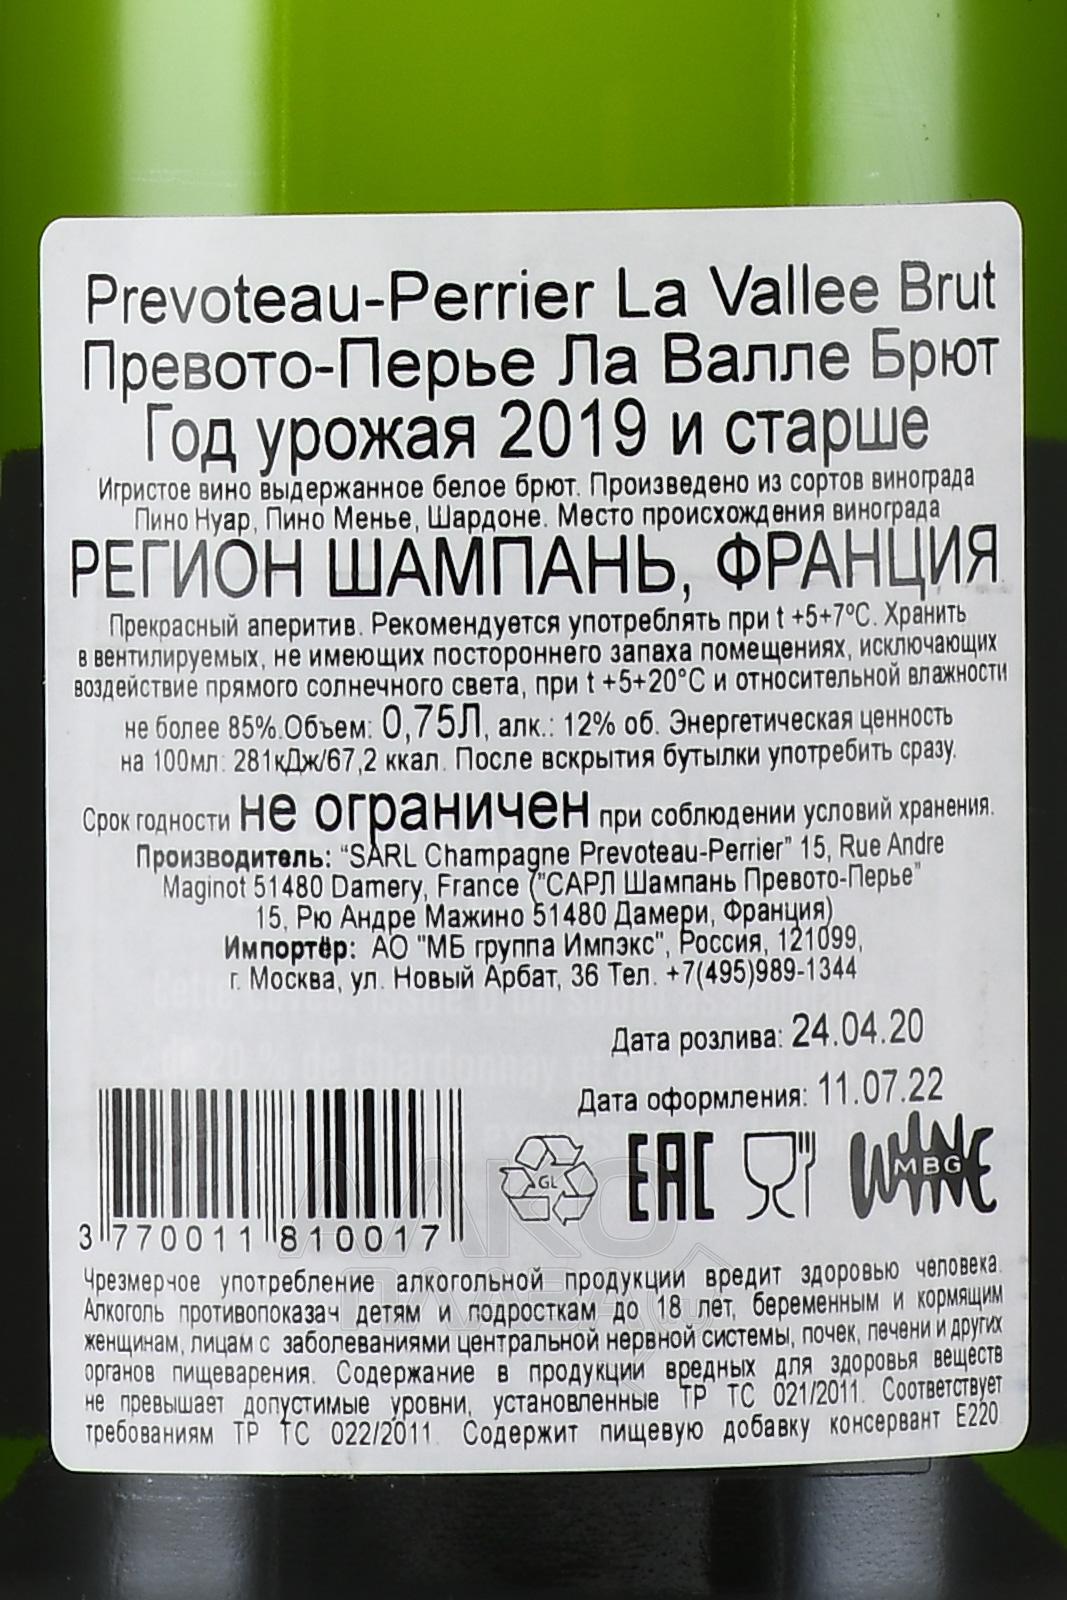 Prevoteau-Perrier La Vallee Brut
Превото-Перье Ла Валле Брют
Год урожая 2019 и старше
Игристое вино выдержанное белое брют. Произведено из сортов винограда
Пино Нуар, Пино Менье, Шардоне. Место происхождения винограда
РЕГИОН ШАМПАНЬ, ФРАНЦИЯ
Прекрасный аперитив. Рекомендуется употреблять при t +5+7°C. Хранить
в вентилируемых, не имеющих постороннего запаха помещениях, исключающих
воздействие прямого солнечного света, при t +5+20°C и относительной влажности
не более 85%.Объем: 0,75Л, алк.: 12% об. Энергетическая ценность
на 100мл: 281кДж/67,2 ккал. После вскрытия бутылки употребить сразу.
Срок годности не ограничен при соблюдении условий хранения.
Производитель: “SARL Champagne Prevoteau-Perrier” 15, Rue Andre
Maginot 51480 Damery, France ("САРЛ Шампань Превото-Перье"
15, Рю Андре Мажино 51480 Дамери, Франция)
Импортёр: АО "МБ группа Импэкс", Россия, 121099,
г. Москва, ул. Новый Арбат, 36 Тел. +7(495)989-1344
Дата розлива: 24.04.20
Дата оформления: 11.07.22
GL
EAC
WINE
MBG
3 770011 810017
Чрезмерное употребление алкогольной продукции вредит здоровью человека.
Алкоголь противопоказан детям и подросткам до 18 лет, беременным и кормящим
женщинам, лицам с заболеваниями центральной нервной системы, почек, печени и других
органов пищеварения. Содержание в продукции вредных для здоровья веществ
не превышает допустимые уровни, установленные ТР ТС 021/2011. Соответствует
требованиям ТР ТС 022/2011. Содержит пищевую добавку консервант Е220.